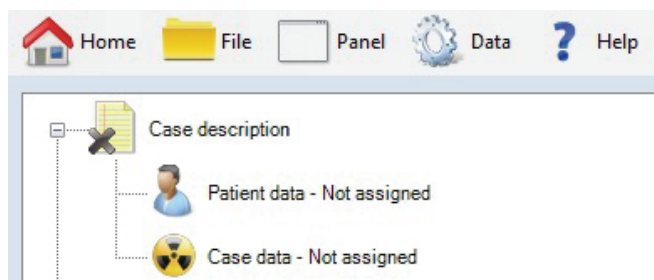 Home File Panel Data ? Help
Case description
Patient data - Not assigned
Case data - Not assigned